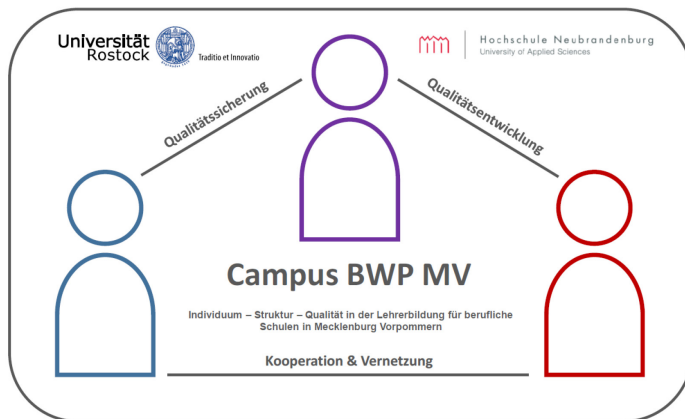 Universität
Rostock
Traditio et Innovatio
Hochschule Neubrandenburg
University of Applied Sciences
Qualitätssicherung
Qualitätsentwicklung
Campus BWP MV
Individuum – Struktur – Qualität in der Lehrerbildung für berufliche
Schulen in Mecklenburg Vorpommern
Kooperation & Vernetzung